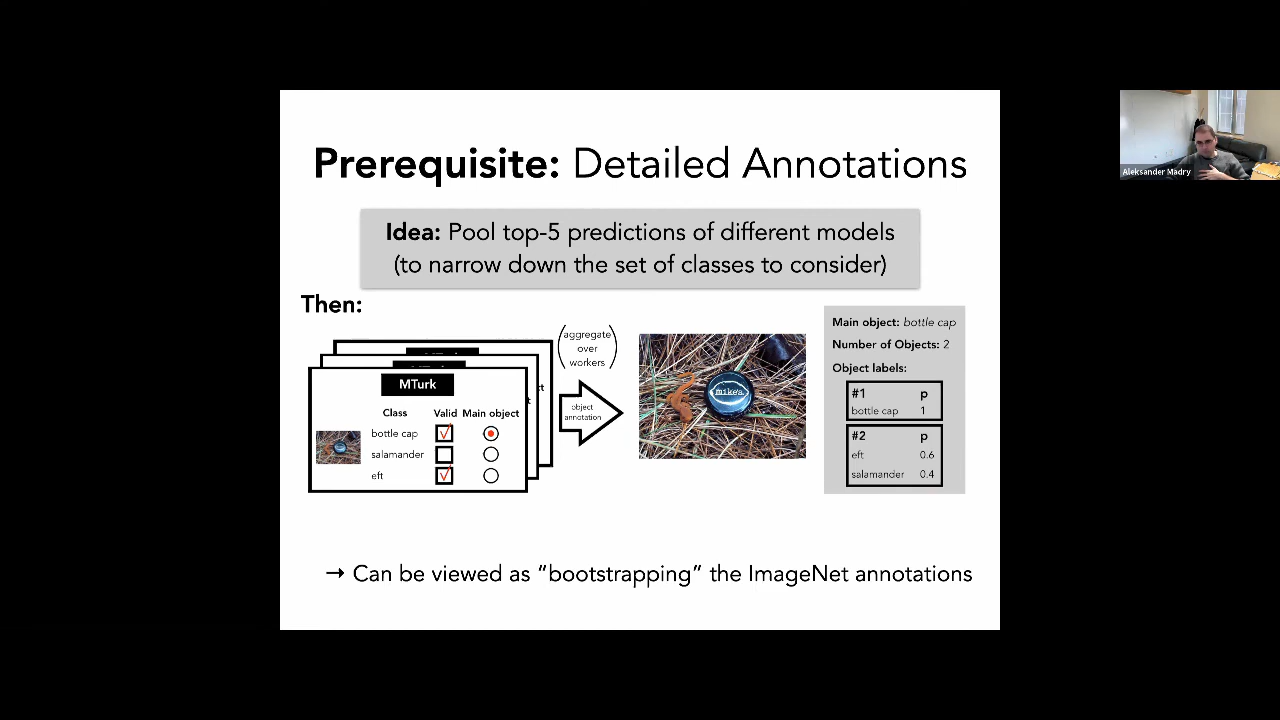 Prerequisite: Detailed Annotations
Idea: Pool top-5 predictions of different models
(to narrow down the set of classes to consider)
Then:
MTurk
Class Valid Main object
bottle cap
salamander
eft
(aggregate
over
workers)
object
annotation
mike's
Main object: bottle cap
Number of Objects: 2
Object labels:
#1 p
bottle cap 1
#2 p
eft 0.6
salamander 0.4
→ Can be viewed as “bootstrapping” the ImageNet annotations
Aleksander Madry